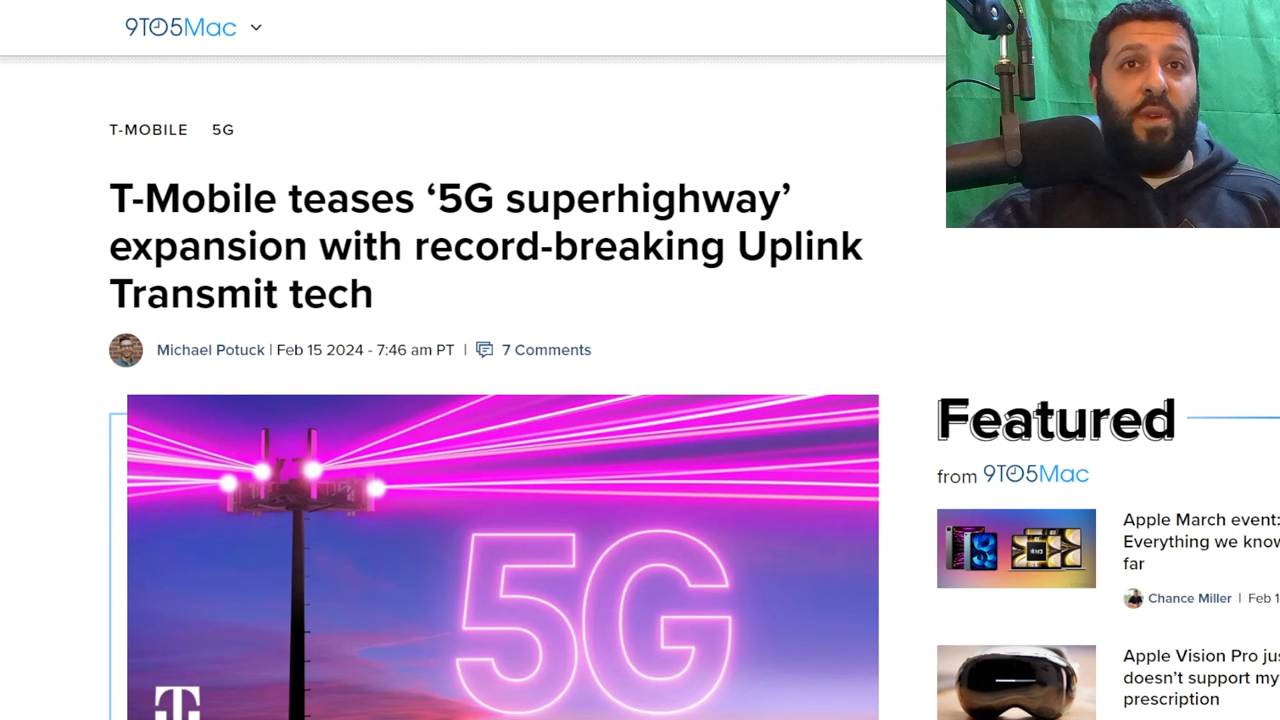 9TO5Mac
T-MOBILE 5G
T-Mobile teases ‘5G superhighway’
expansion with record-breaking Uplink
Transmit tech
Michael Potuck | Feb 15 2024 - 7:46 am PT | 7 Comments
5G
T
Featured
from 9TO5Mac
Apple March event:
Everything we know
far
Chance Miller | Feb 1
Apple Vision Pro jus
doesn't support my
prescription